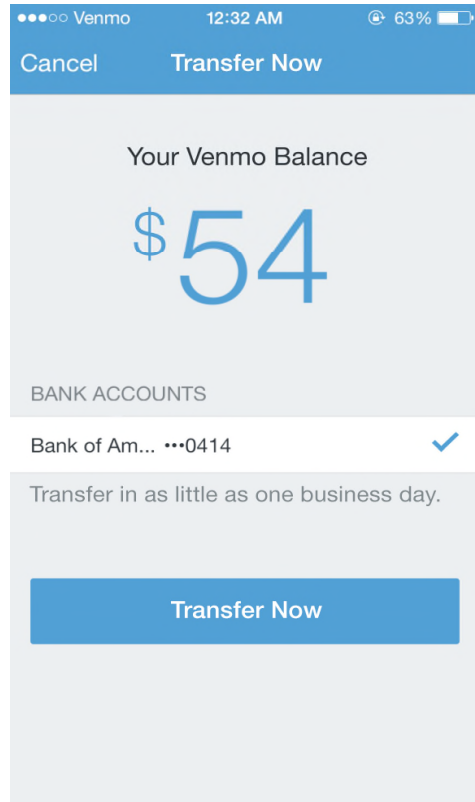 ●●●○○ Venmo 12:32 AM 63%
Cancel Transfer Now
Your Venmo Balance
$54
BANK ACCOUNTS
Bank of Am... •••0414
Transfer in as little as one business day.
Transfer Now